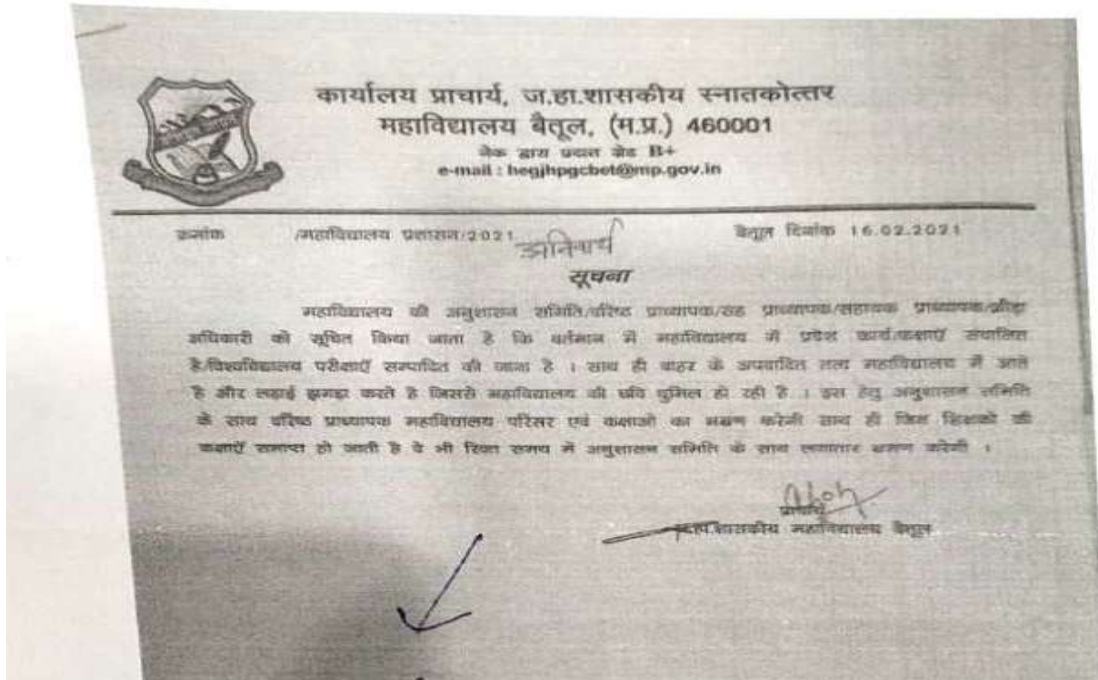 कार्यालय प्राचार्य, ज.हा.शासकीय स्नातकोत्तर
महाविद्यालय बैतूल, (म.प्र.) 460001
नेक द्वारा प्रदत्त ग्रेड B+
e-mail : hegjhpgcbet@mp.gov.in
क्रमांक /महाविद्यालय प्रशासन/2021 बैतूल दिनांक 16.02.2021
अनिवार्य
सूचना
महाविद्यालय की अनुशासन समिति/वरिष्ठ प्राध्यापक/सह प्राध्यापक/सहायक प्राध्यापक/क्रीड़ा
अधिकारी को सूचित किया जाता है कि वर्तमान में महाविद्यालय में प्रवेश कार्य/कक्षाएँ संचालित
है/विश्वविद्यालय परीक्षाएँ सम्पादित की जाना है । साथ ही बाहर के अपवादित तत्व महाविद्यालय में आते
है और लड़ाई झगड़ा करते है जिससे महाविद्यालय की छवि धुमिल हो रही है । इस हेतु अनुशासन समिति
के साथ वरिष्ठ प्राध्यापक महाविद्यालय परिसर एवं कक्षाओं का भ्रमण करेगी साथ ही जिन शिक्षकों की
कक्षाएँ समाप्त हो जाती है वे भी रिक्त समय में अनुशासन समिति के साथ लगातार भ्रमण करेगी ।
प्राचार्य
शासकीय महाविद्यालय बैतूल